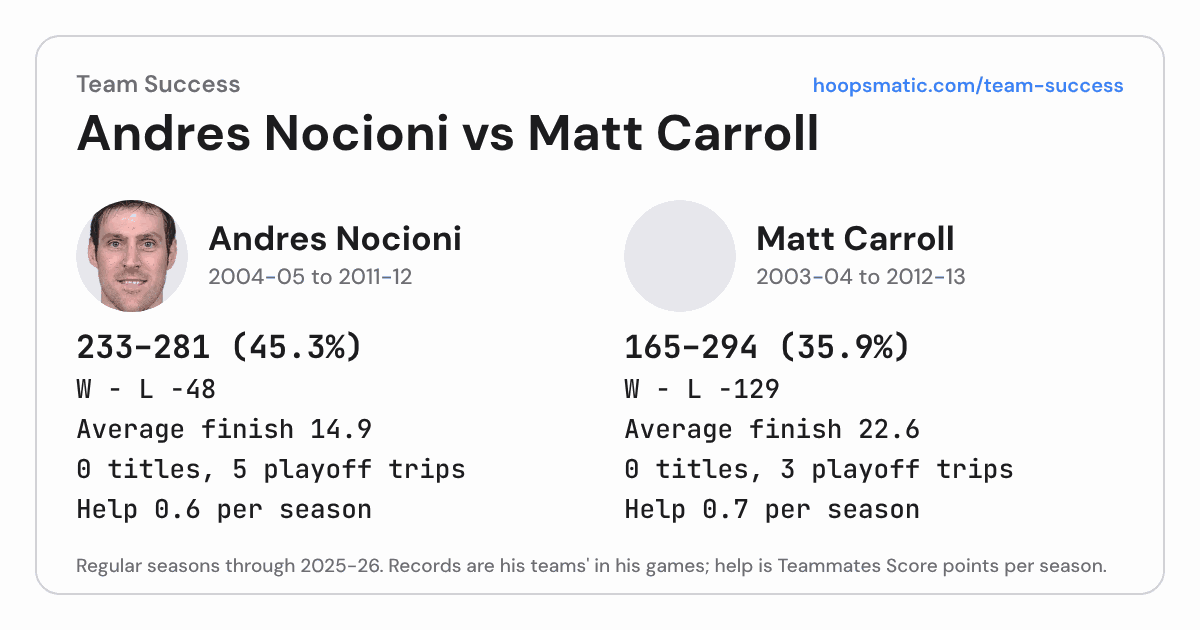 Team Success
hoopsmatic.com/team-success
Andres Nocioni vs Matt Carroll
Andres Nocioni
2004-05 to 2011-12
233-281 (45.3%)
W - L -48
Average finish 14.9
0 titles, 5 playoff trips
Help 0.6 per season
Matt Carroll
2003-04 to 2012-13
165-294 (35.9%)
W - L -129
Average finish 22.6
0 titles, 3 playoff trips
Help 0.7 per season
Regular seasons through 2025-26. Records are his teams' in his games; help is Teammates Score points per season.